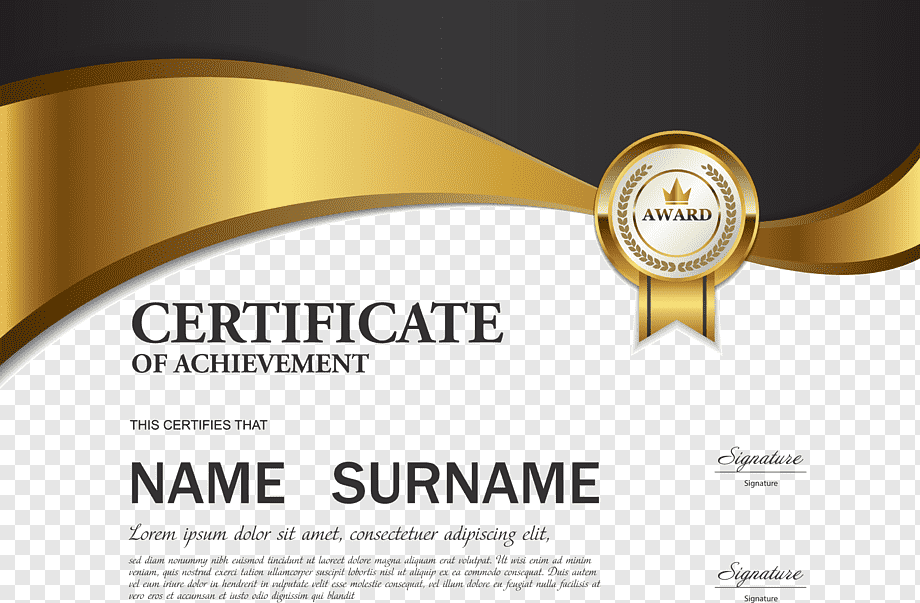 AWARD
CERTIFICATE
OF ACHIEVEMENT
THIS CERTIFIES THAT
NAME SURNAME
Lorem ipsum dolor sit amet, consectetuer adipiscing elit,
sed diam nonummy nibh euismod tincidunt ut laoreet dolore magna aliquam erat volutpat. Ut wisi enim ad minim
veniam, quis nostrud exerci tation ullamcorper suscipit lobortis nisl ut aliquip ex ea commodo consequat. Duis autem
vel eum iriure dolor in hendrerit in vulputate velit esse molestie consequat, vel illum dolore eu feugiat nulla facilisis at
vero eros et accumsan et iusto odio dignissim qui blandit
Signature
Signature
Signature
Signature